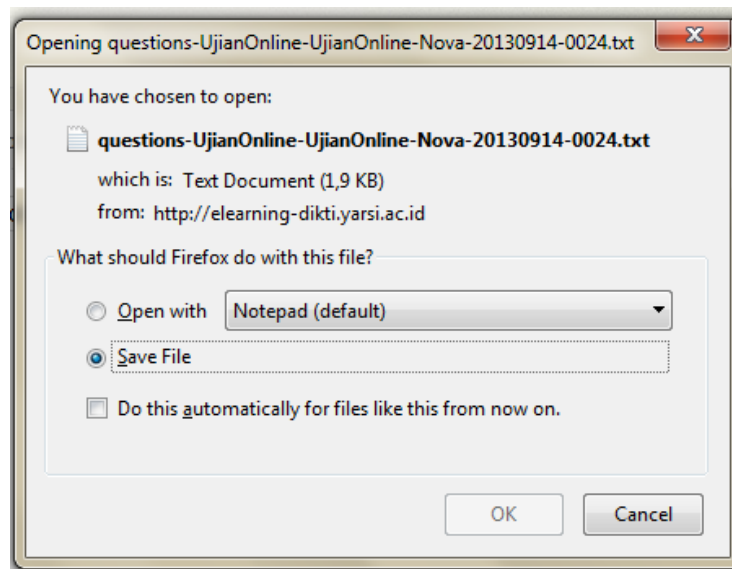 Opening questions-UjianOnline-UjianOnline-Nova-20130914-0024.txt
You have chosen to open:
questions-UjianOnline-UjianOnline-Nova-20130914-0024.txt
which is: Text Document (1,9 KB)
from: http://elearning-dikti.yarsi.ac.id
What should Firefox do with this file?
Open with Notepad (default)
Save File
Do this automatically for files like this from now on.
OK Cancel